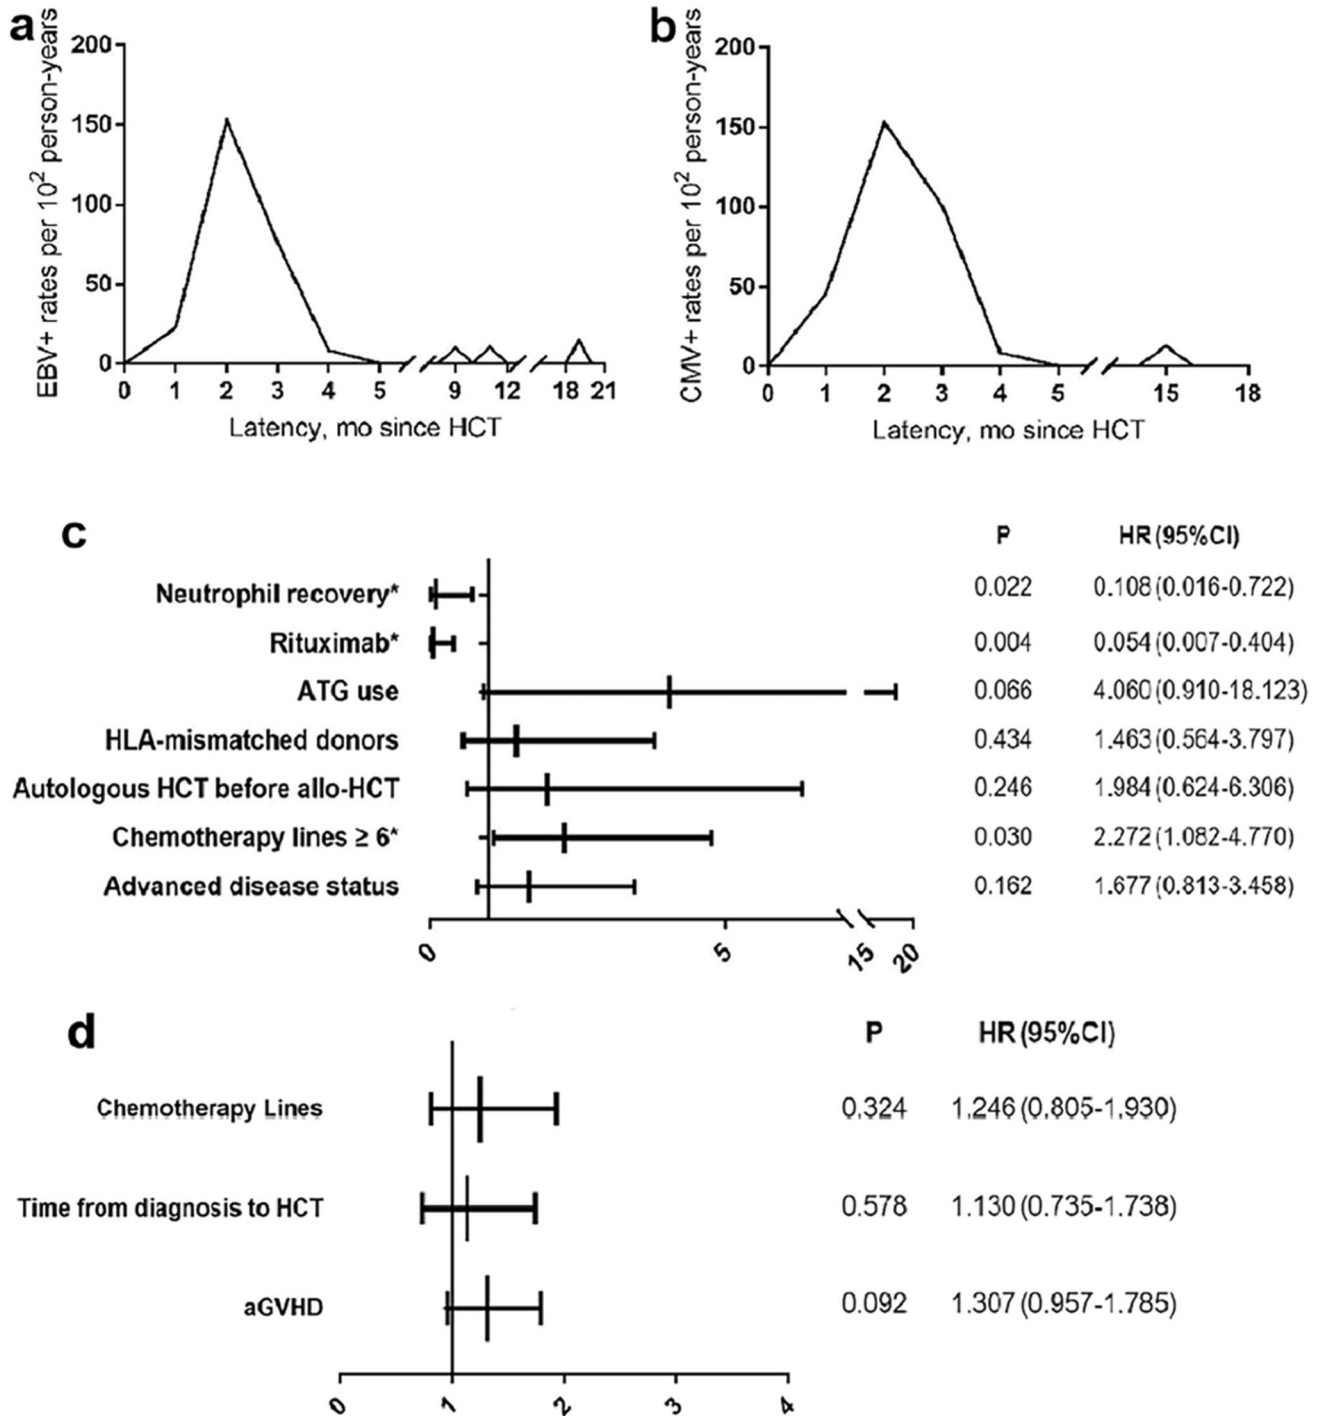 a
EBV+ rates per 10² person-years
200
150
100
50
0
0 1 2 3 4 5 9 12 18 21
Latency, mo since HCT
b
CMV+ rates per 10² person-years
200
150
100
50
0
0 1 2 3 4 5 15 18
Latency, mo since HCT
c
P HR(95%CI)
Neutrophil recovery* 0.022 0.108(0.016-0.722)
Rituximab* 0.004 0.054(0.007-0.404)
ATG use 0.066 4.060(0.910-18.123)
HLA-mismatched donors 0.434 1.463(0.564-3.797)
Autologous HCT before allo-HCT 0.246 1.984(0.624-6.306)
Chemotherapy lines ≥ 6* 0.030 2.272(1.082-4.770)
Advanced disease status 0.162 1.677(0.813-3.458)
0 5 15 20
d
P HR(95%CI)
Chemotherapy Lines 0.324 1.246(0.805-1.930)
Time from diagnosis to HCT 0.578 1.130(0.735-1.738)
aGVHD 0.092 1.307(0.957-1.785)
0 1 2 3 4